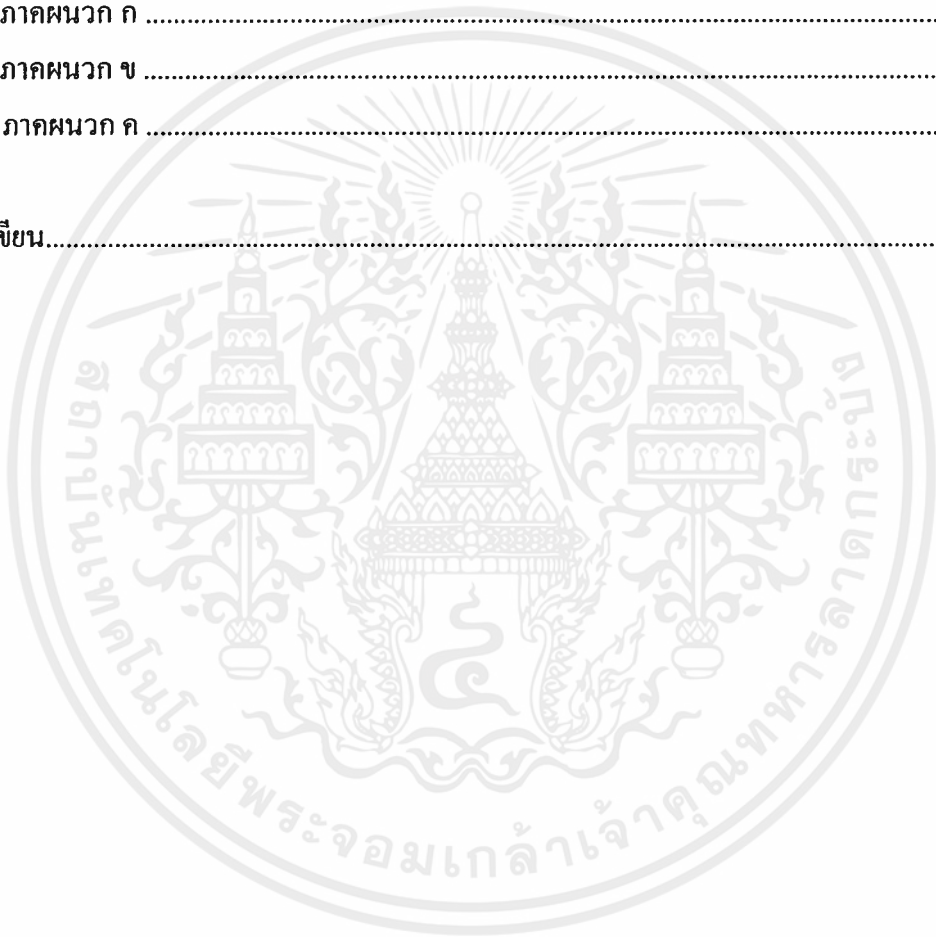 ภาคผนวก ก ........................................................................................................
ภาคผนวก ข ........................................................................................................
ภาคผนวก ค ........................................................................................................
ขียน........................................................................................................
สถาบันเทคโนโลยีพระจอมเกล้าเจ้าคุณทหารลาดกระบัง
๔